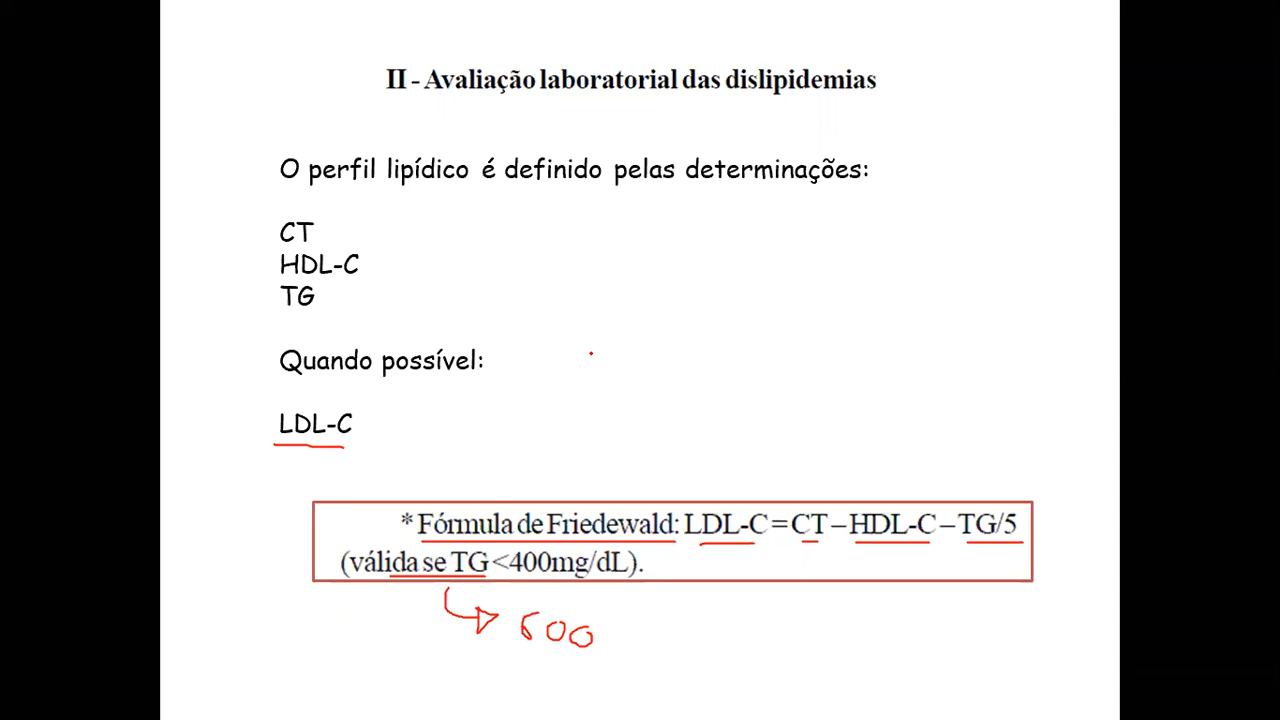 II - Avaliação laboratorial das dislipidemias
O perfil lipídico é definido pelas determinações:
CT
HDL-C
TG
Quando possível:
LDL-C
*Fórmula de Friedewald: LDL-C=CT–HDL-C–TG/5
(válida se TG<400mg/dL).
500